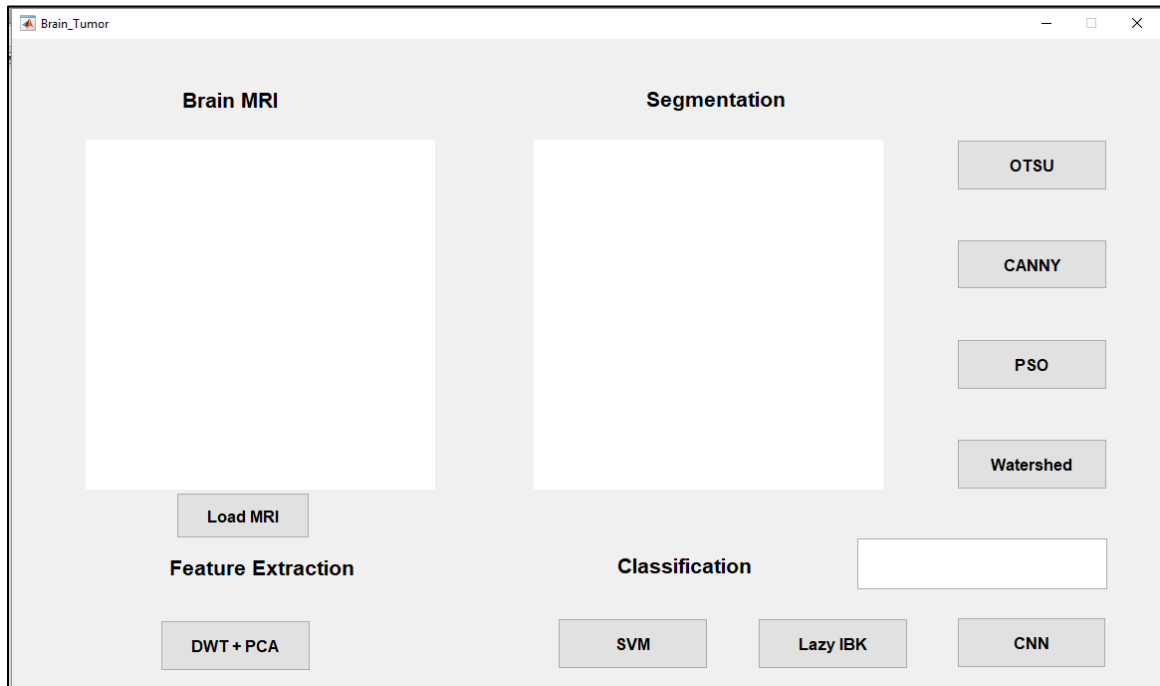 Brain_Tumor
Brain MRI
Segmentation
OTSU
CANNY
PSO
Watershed
Load MRI
Feature Extraction
Classification
DWT + PCA
SVM
Lazy IBK
CNN